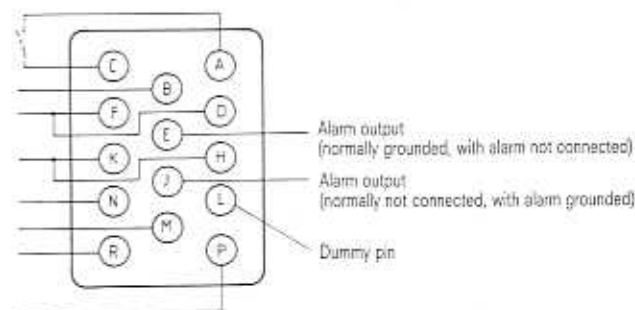 A
C
B
F
D
E
Alarm output
(normally grounded, with alarm not connected)
K
H
J
Alarm output
(normally not connected, with alarm grounded)
N
L
M
R
P
Dummy pin